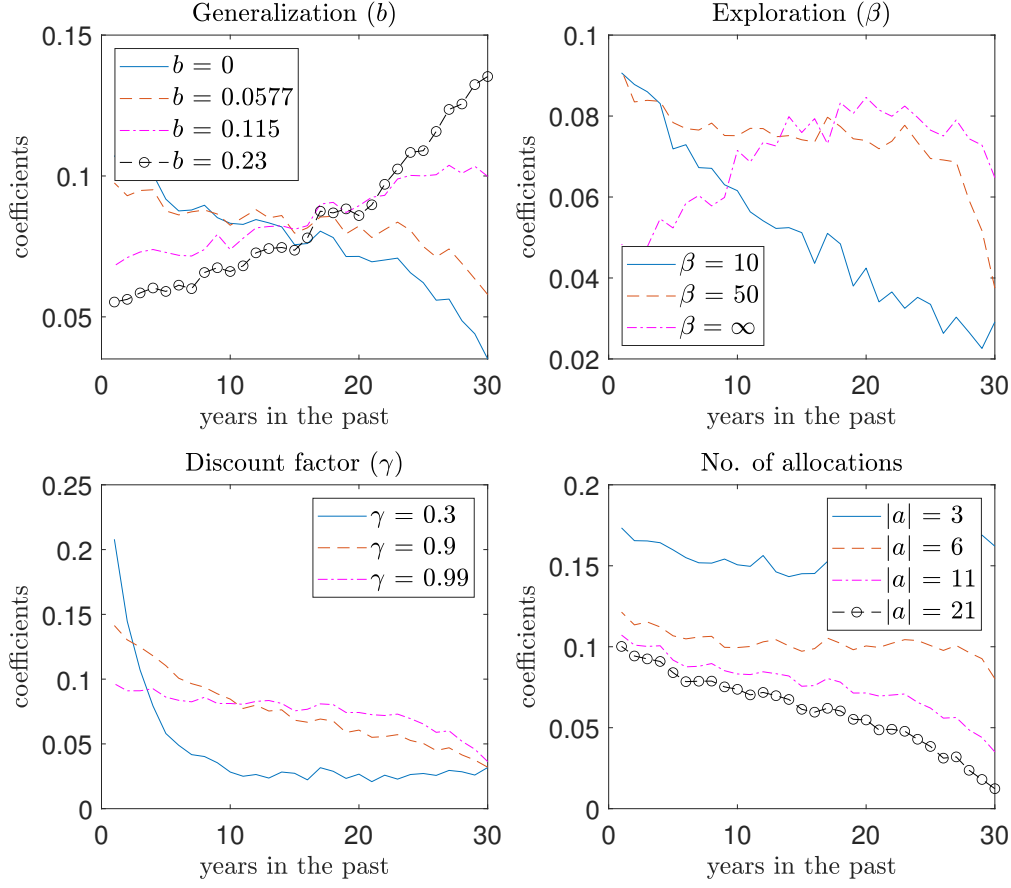 Generalization (b)
0.15
0.1
0.05
coefficients
b = 0
b = 0.0577
b = 0.115
b = 0.23
0 10 20 30
years in the past
Exploration (β)
0.1
0.08
0.06
0.04
0.02
coefficients
β = 10
β = 50
β = ∞
0 10 20 30
years in the past
Discount factor (γ)
0.25
0.2
0.15
0.1
0.05
0
coefficients
γ = 0.3
γ = 0.9
γ = 0.99
0 10 20 30
years in the past
No. of allocations
0.2
0.15
0.1
0.05
0
coefficients
|a| = 3
|a| = 6
|a| = 11
|a| = 21
0 10 20 30
years in the past